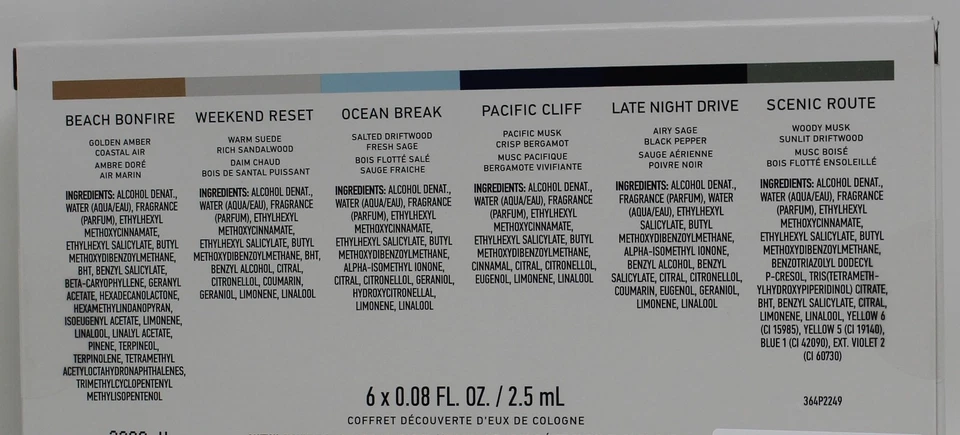 BEACH BONFIRE
GOLDEN AMBER
COASTAL AIR
AMBRE DORÉ
AIR MARIN
INGREDIENTS: ALCOHOL DENAT.,
WATER (AQUA/EAU), FRAGRANCE
(PARFUM), ETHYLHEXYL
METHOXYCINNAMATE,
ETHYLHEXYL SALICYLATE, BUTYL
METHOXYDIBENZOYLMETHANE,
BHT, BENZYL SALICYLATE,
BETA-CARYOPHYLLENE, GERANYL
ACETATE, HEXADECANOLACTONE,
HEXAMETHYLINDANOPYRAN,
ISOEUGENYL ACETATE, LIMONENE,
LINALOOL, LINALYL ACETATE,
PINENE, TERPINEOL,
TERPINOLENE, TETRAMETHYL
ACETYLOCTAHYDRONAPHTHALENES,
TRIMETHYLCYCLOPENTENYL
METHYLISOPENTENOL
WEEKEND RESET
WARM SUEDE
RICH SANDALWOOD
DAIM CHAUD
BOIS DE SANTAL PUISSANT
INGREDIENTS: ALCOHOL DENAT.,
WATER (AQUA/EAU), FRAGRANCE
(PARFUM), ETHYLHEXYL
METHOXYCINNAMATE,
ETHYLHEXYL SALICYLATE, BUTYL
METHOXYDIBENZOYLMETHANE, BHT,
BENZYL ALCOHOL, CITRAL,
CITRONELLOL, COUMARIN,
GERANIOL, LIMONENE, LINALOOL
OCEAN BREAK
SALTED DRIFTWOOD
FRESH SAGE
BOIS FLOTTÉ SALÉ
SAUGE FRAICHE
INGREDIENTS: ALCOHOL DENAT.,
WATER (AQUA/EAU), FRAGRANCE
(PARFUM), ETHYLHEXYL
METHOXYCINNAMATE,
ETHYLHEXYL SALICYLATE, BUTYL
METHOXYDIBENZOYLMETHANE,
ALPHA-ISOMETHYL IONONE,
CITRAL, CITRONELLOL, GERANIOL,
HYDROXYCITRONELLAL,
LIMONENE, LINALOOL
PACIFIC CLIFF
PACIFIC MUSK
CRISP BERGAMOT
MUSC PACIFIQUE
BERGAMOTE VIVIFIANTE
INGREDIENTS: ALCOHOL DENAT.,
WATER (AQUA/EAU), FRAGRANCE
(PARFUM), ETHYLHEXYL
METHOXYCINNAMATE,
ETHYLHEXYL SALICYLATE, BUTYL
METHOXYDIBENZOYLMETHANE,
CINNAMAL, CITRAL, CITRONELLOL,
EUGENOL, LIMONENE, LINALOOL
LATE NIGHT DRIVE
AIRY SAGE
BLACK PEPPER
SAUGE AÉRIENNE
POIVRE NOIR
INGREDIENTS: ALCOHOL DENAT.,
FRAGRANCE (PARFUM), WATER
(AQUA/EAU), ETHYLHEXYL
SALICYLATE, BUTYL
METHOXYDIBENZOYLMETHANE,
ALPHA-ISOMETHYL IONONE,
BENZYL ALCOHOL, BENZYL
SALICYLATE, CITRAL, CITRONELLOL,
COUMARIN, EUGENOL, GERANIOL,
LIMONENE, LINALOOL
SCENIC ROUTE
WOODY MUSK
SUNLIT DRIFTWOOD
MUSC BOISÉ
BOIS FLOTTÉ ENSOLEILLÉ
INGREDIENTS: ALCOHOL DENAT.,
WATER (AQUA/EAU), FRAGRANCE
(PARFUM), ETHYLHEXYL
METHOXYCINNAMATE,
ETHYLHEXYL SALICYLATE, BUTYL
METHOXYDIBENZOYLMETHANE,
BENZOTRIAZOLYL DODECYL
P-CRESOL, TRIS(TETRAMETH-
YLHYDROXYPIPERIDINOL) CITRATE,
BHT, BENZYL SALICYLATE, CITRAL,
LIMONENE, LINALOOL, YELLOW 6
(CI 15985), YELLOW 5 (CI 19140),
BLUE 1 (CI 42090), EXT. VIOLET 2
(CI 60730)
6 x 0.08 FL. OZ. / 2.5 mL
COFFRET DÉCOUVERTE D'EUX DE COLOGNE
364P2249